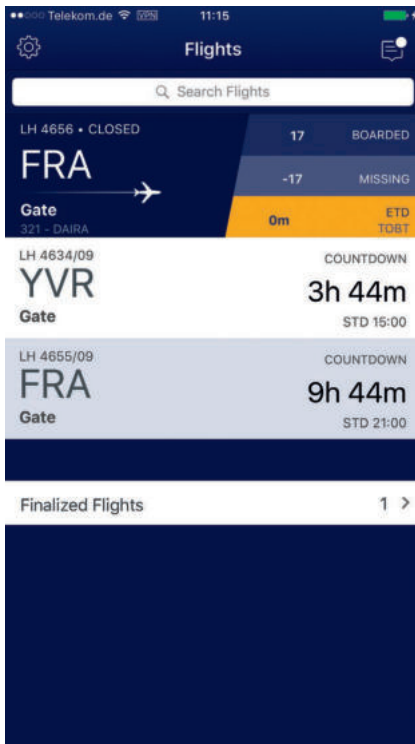 Telekom.de VPN 11:15
Flights
Search Flights
LH 4656 • CLOSED
FRA
Gate
321 - DAIRA
17 BOARDED
-17 MISSING
0m ETD
TOBT
LH 4634/09 COUNTDOWN
YVR 3h 44m
Gate STD 15:00
LH 4655/09 COUNTDOWN
FRA 9h 44m
Gate STD 21:00
Finalized Flights 1